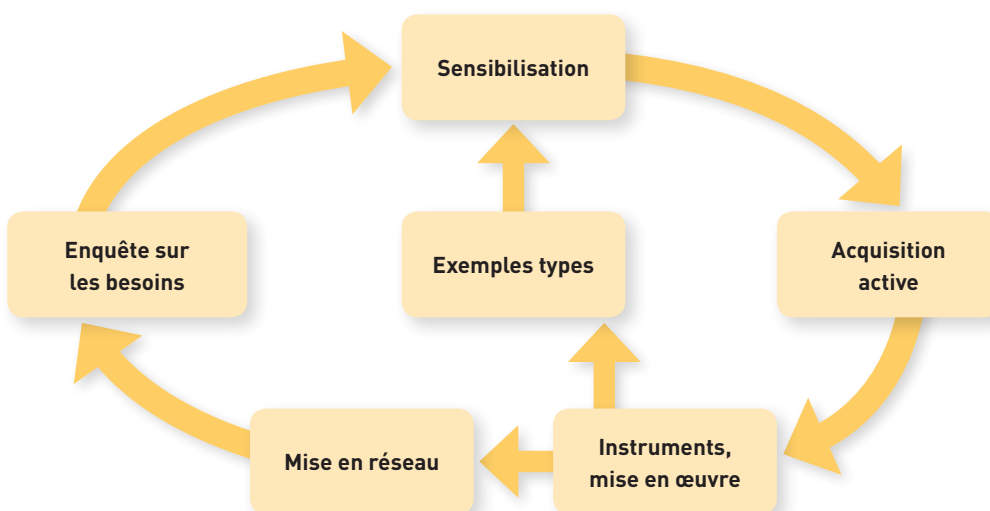 Sensibilisation
Enquête sur
les besoins
Exemples types
Acquisition
active
Mise en réseau
Instruments,
mise en œuvre